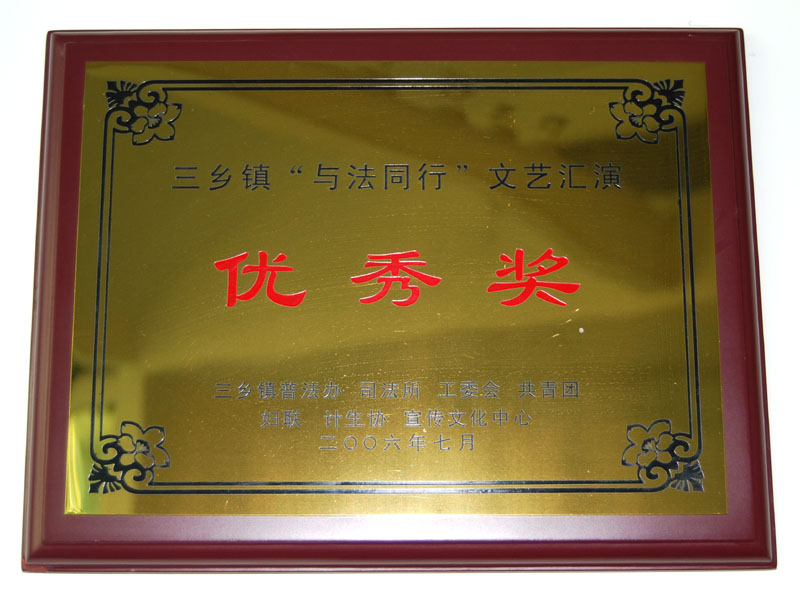 三乡镇“与法同行”文艺汇演
优秀奖
三乡镇普法办 司法所 工委会 共青团
妇联 计生协 宣传文化中心
二〇〇六年七月